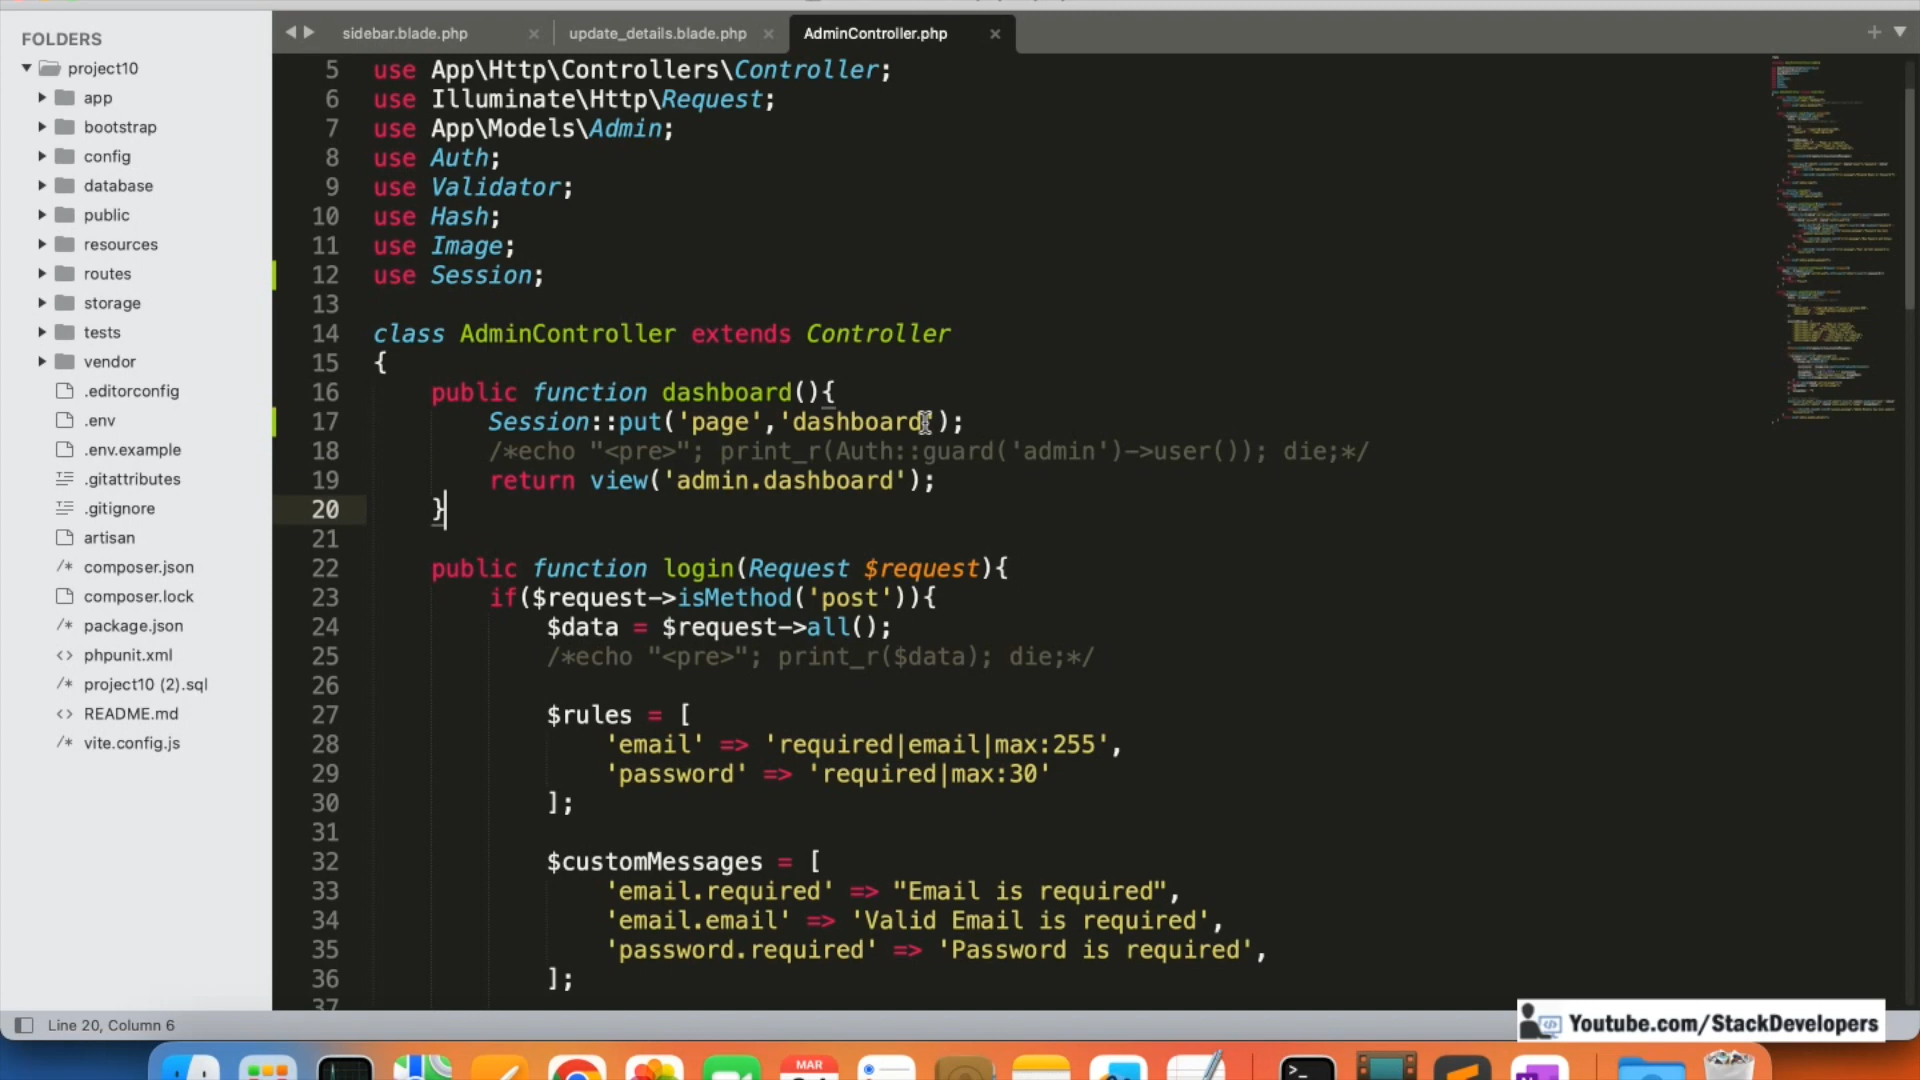 FOLDERS
project10
app
bootstrap
config
database
public
resources
routes
storage
tests
vendor
.editorconfig
.env
.env.example
.gitattributes
.gitignore
artisan
composer.json
composer.lock
package.json
phpunit.xml
project10 (2).sql
README.md
vite.config.js
sidebar.blade.php
update_details.blade.php
AdminController.php
5 use App\Http\Controllers\Controller;
6 use Illuminate\Http\Request;
7 use App\Models\Admin;
8 use Auth;
9 use Validator;
10 use Hash;
11 use Image;
12 use Session;
13
14 class AdminController extends Controller
15 {
16 public function dashboard(){
17 Session::put('page','dashboard');
18 /*echo "<pre>"; print_r(Auth::guard('admin')->user()); die;*/
19 return view('admin.dashboard');
20 }
21
22 public function login(Request $request){
23 if($request->isMethod('post')){
24 $data = $request->all();
25 /*echo "<pre>"; print_r($data); die;*/
26
27 $rules = [
28 'email' => 'required|email|max:255',
29 'password' => 'required|max:30'
30 ];
31
32 $customMessages = [
33 'email.required' => "Email is required",
34 'email.email' => 'Valid Email is required',
35 'password.required' => 'Password is required',
36 ];
37
Line 20, Column 6
Youtube.com/StackDevelopers
MAR